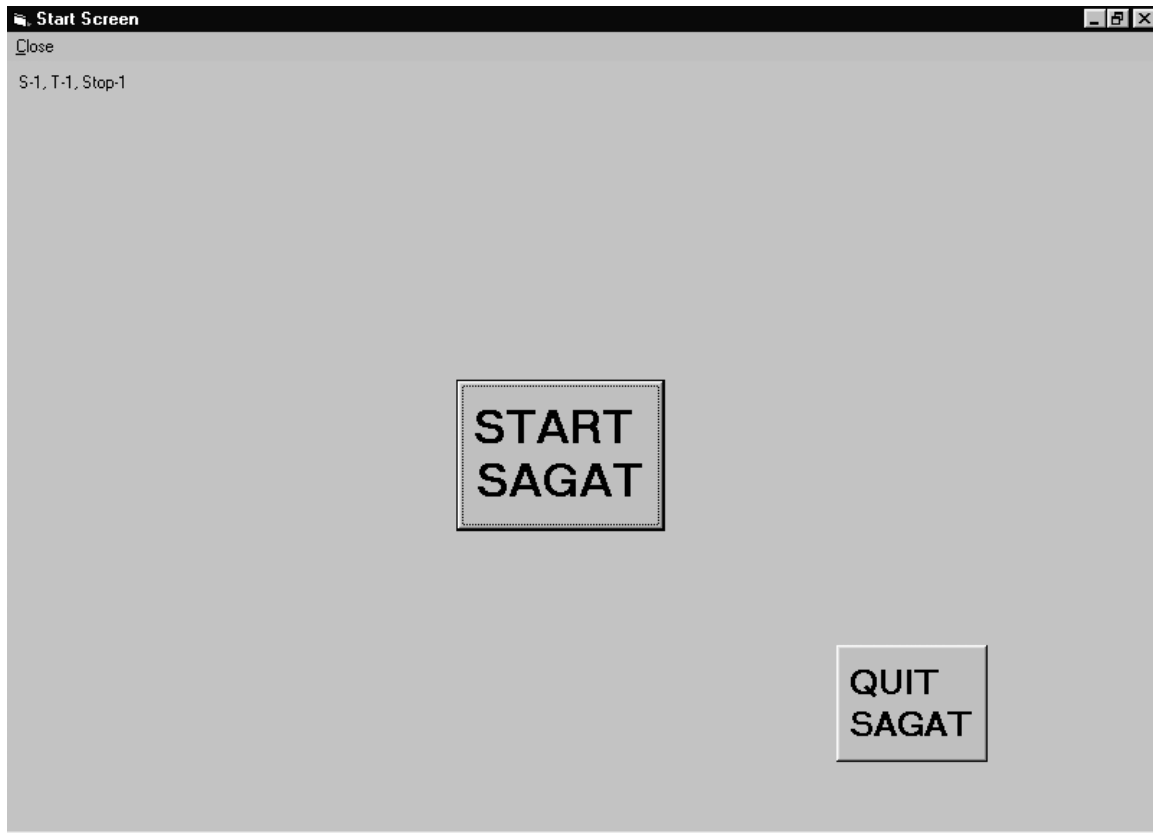 Start Screen
Close
S-1, T-1, Stop-1
START
SAGAT
QUIT
SAGAT